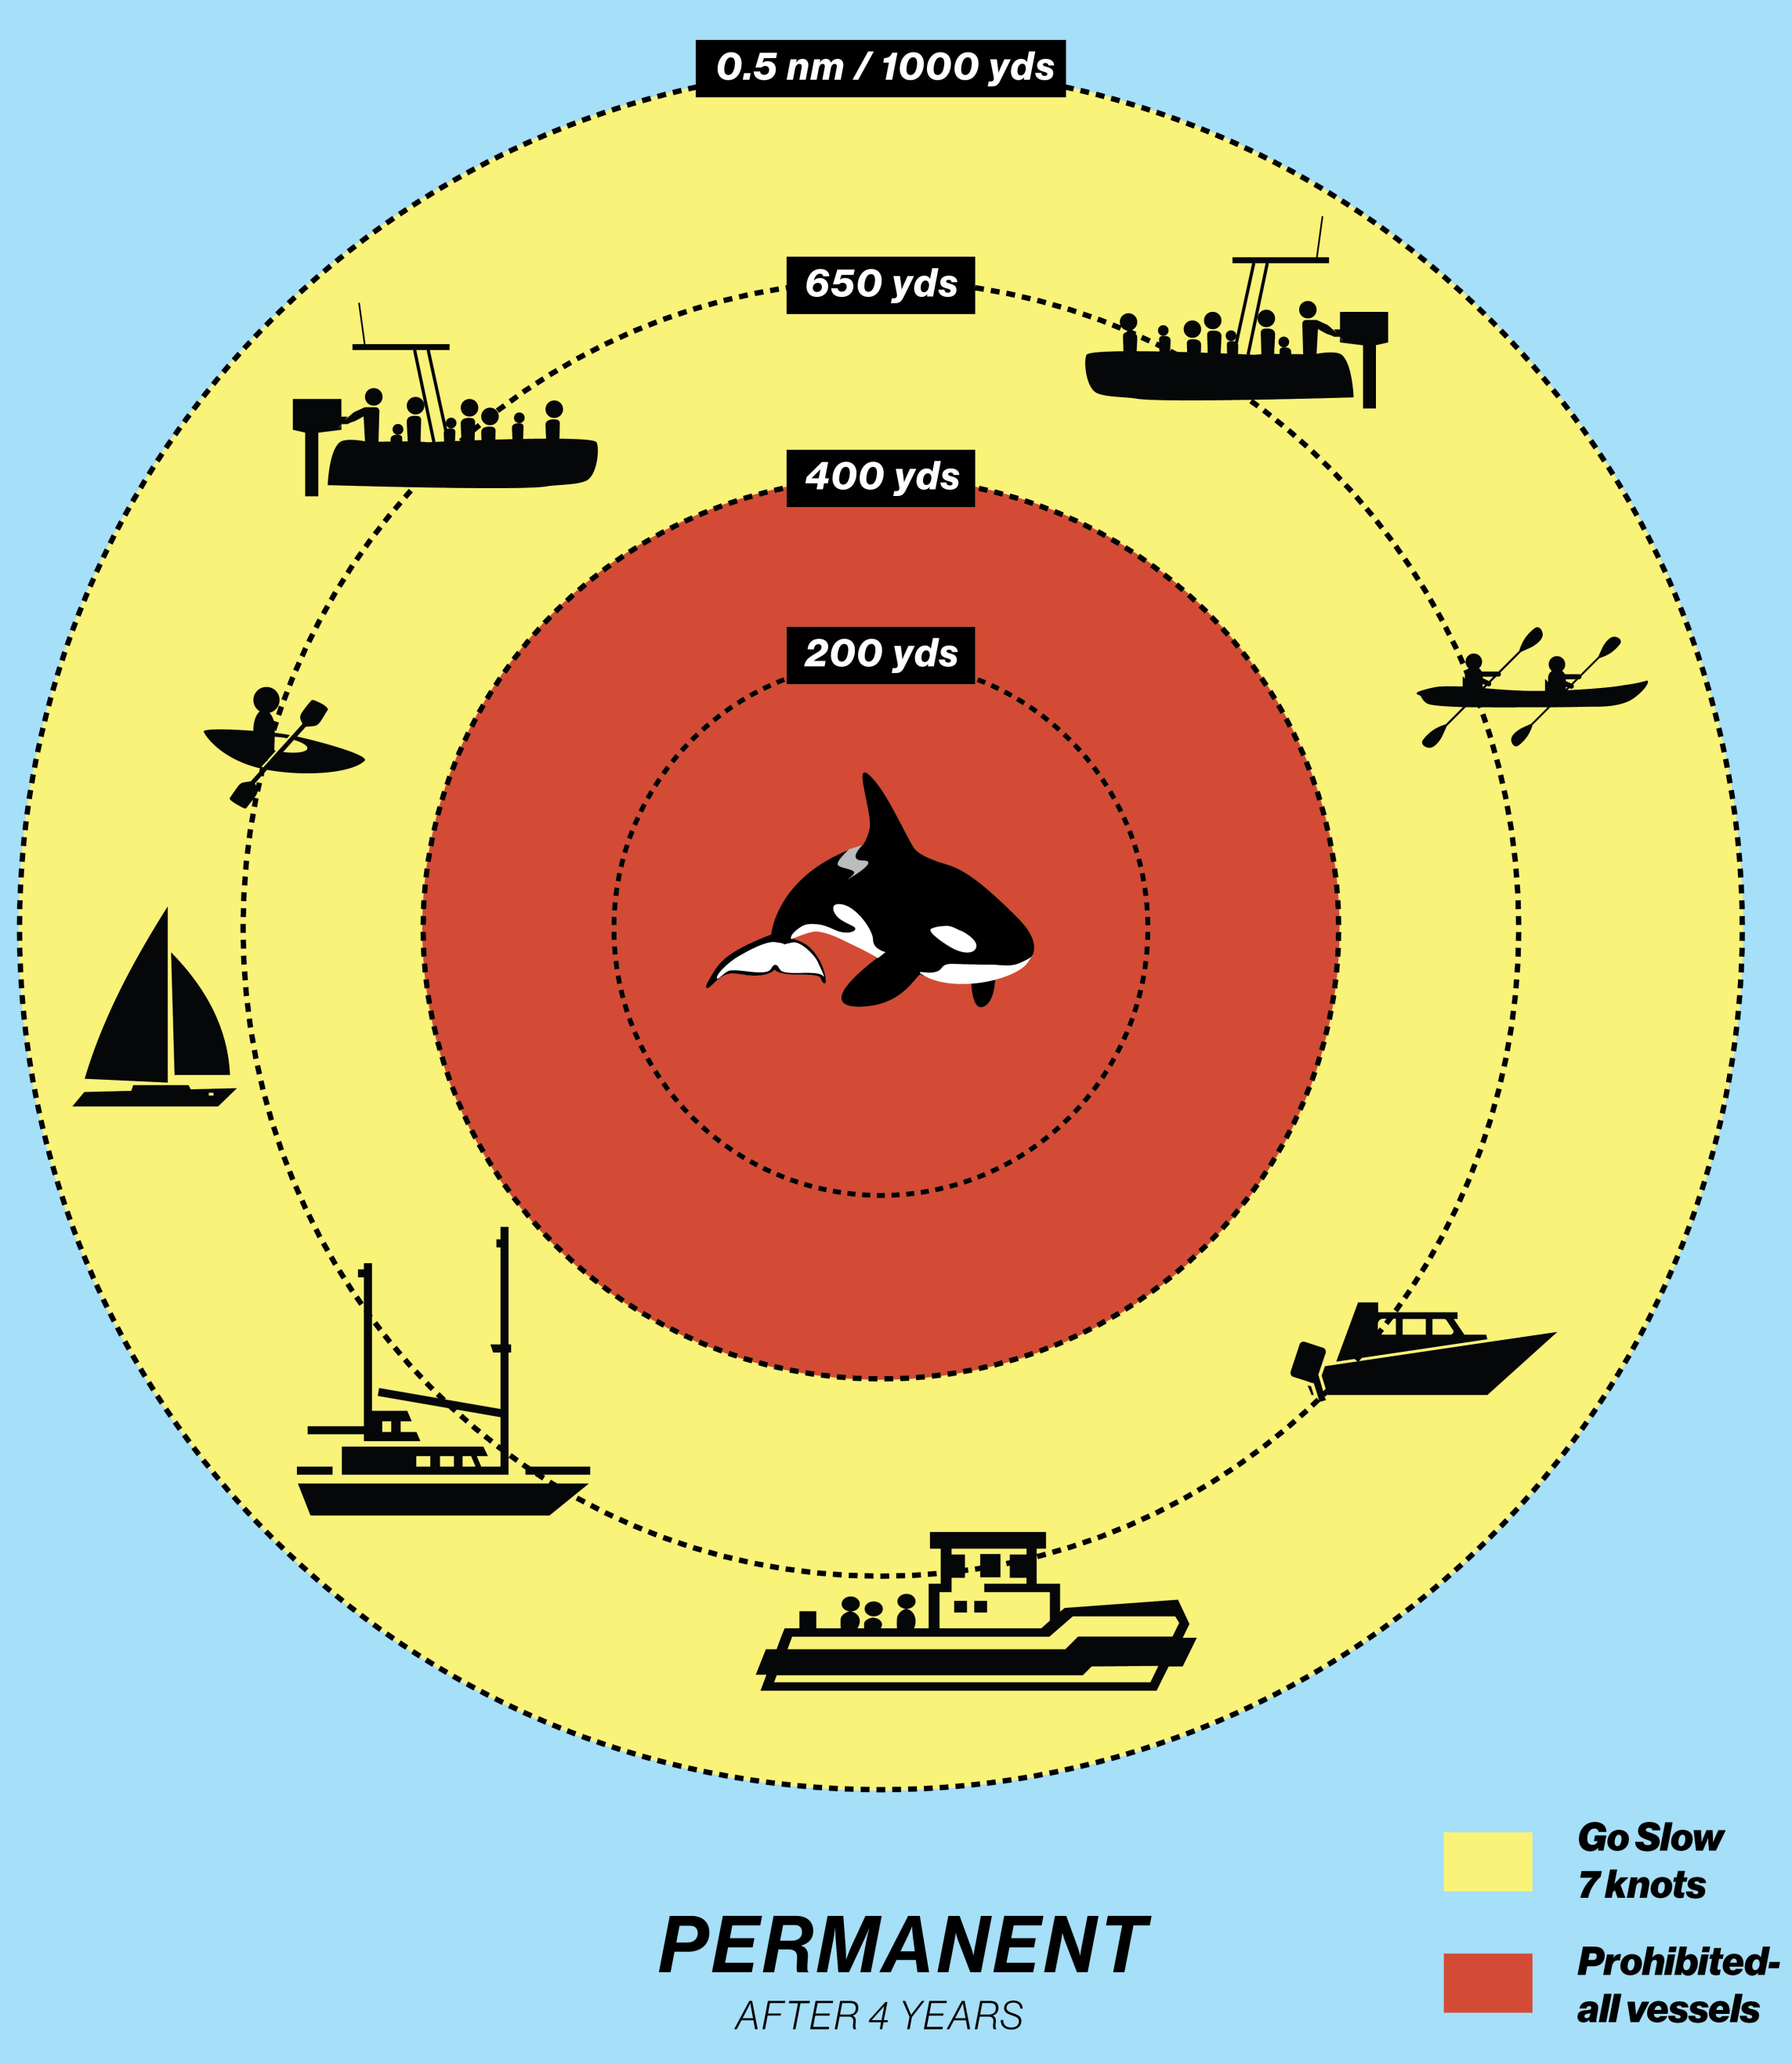 0.5 nm / 1000 yds
650 yds
400 yds
200 yds
Go Slow
7 knots
Prohibited-
all vessels
PERMANENT
AFTER 4 YEARS